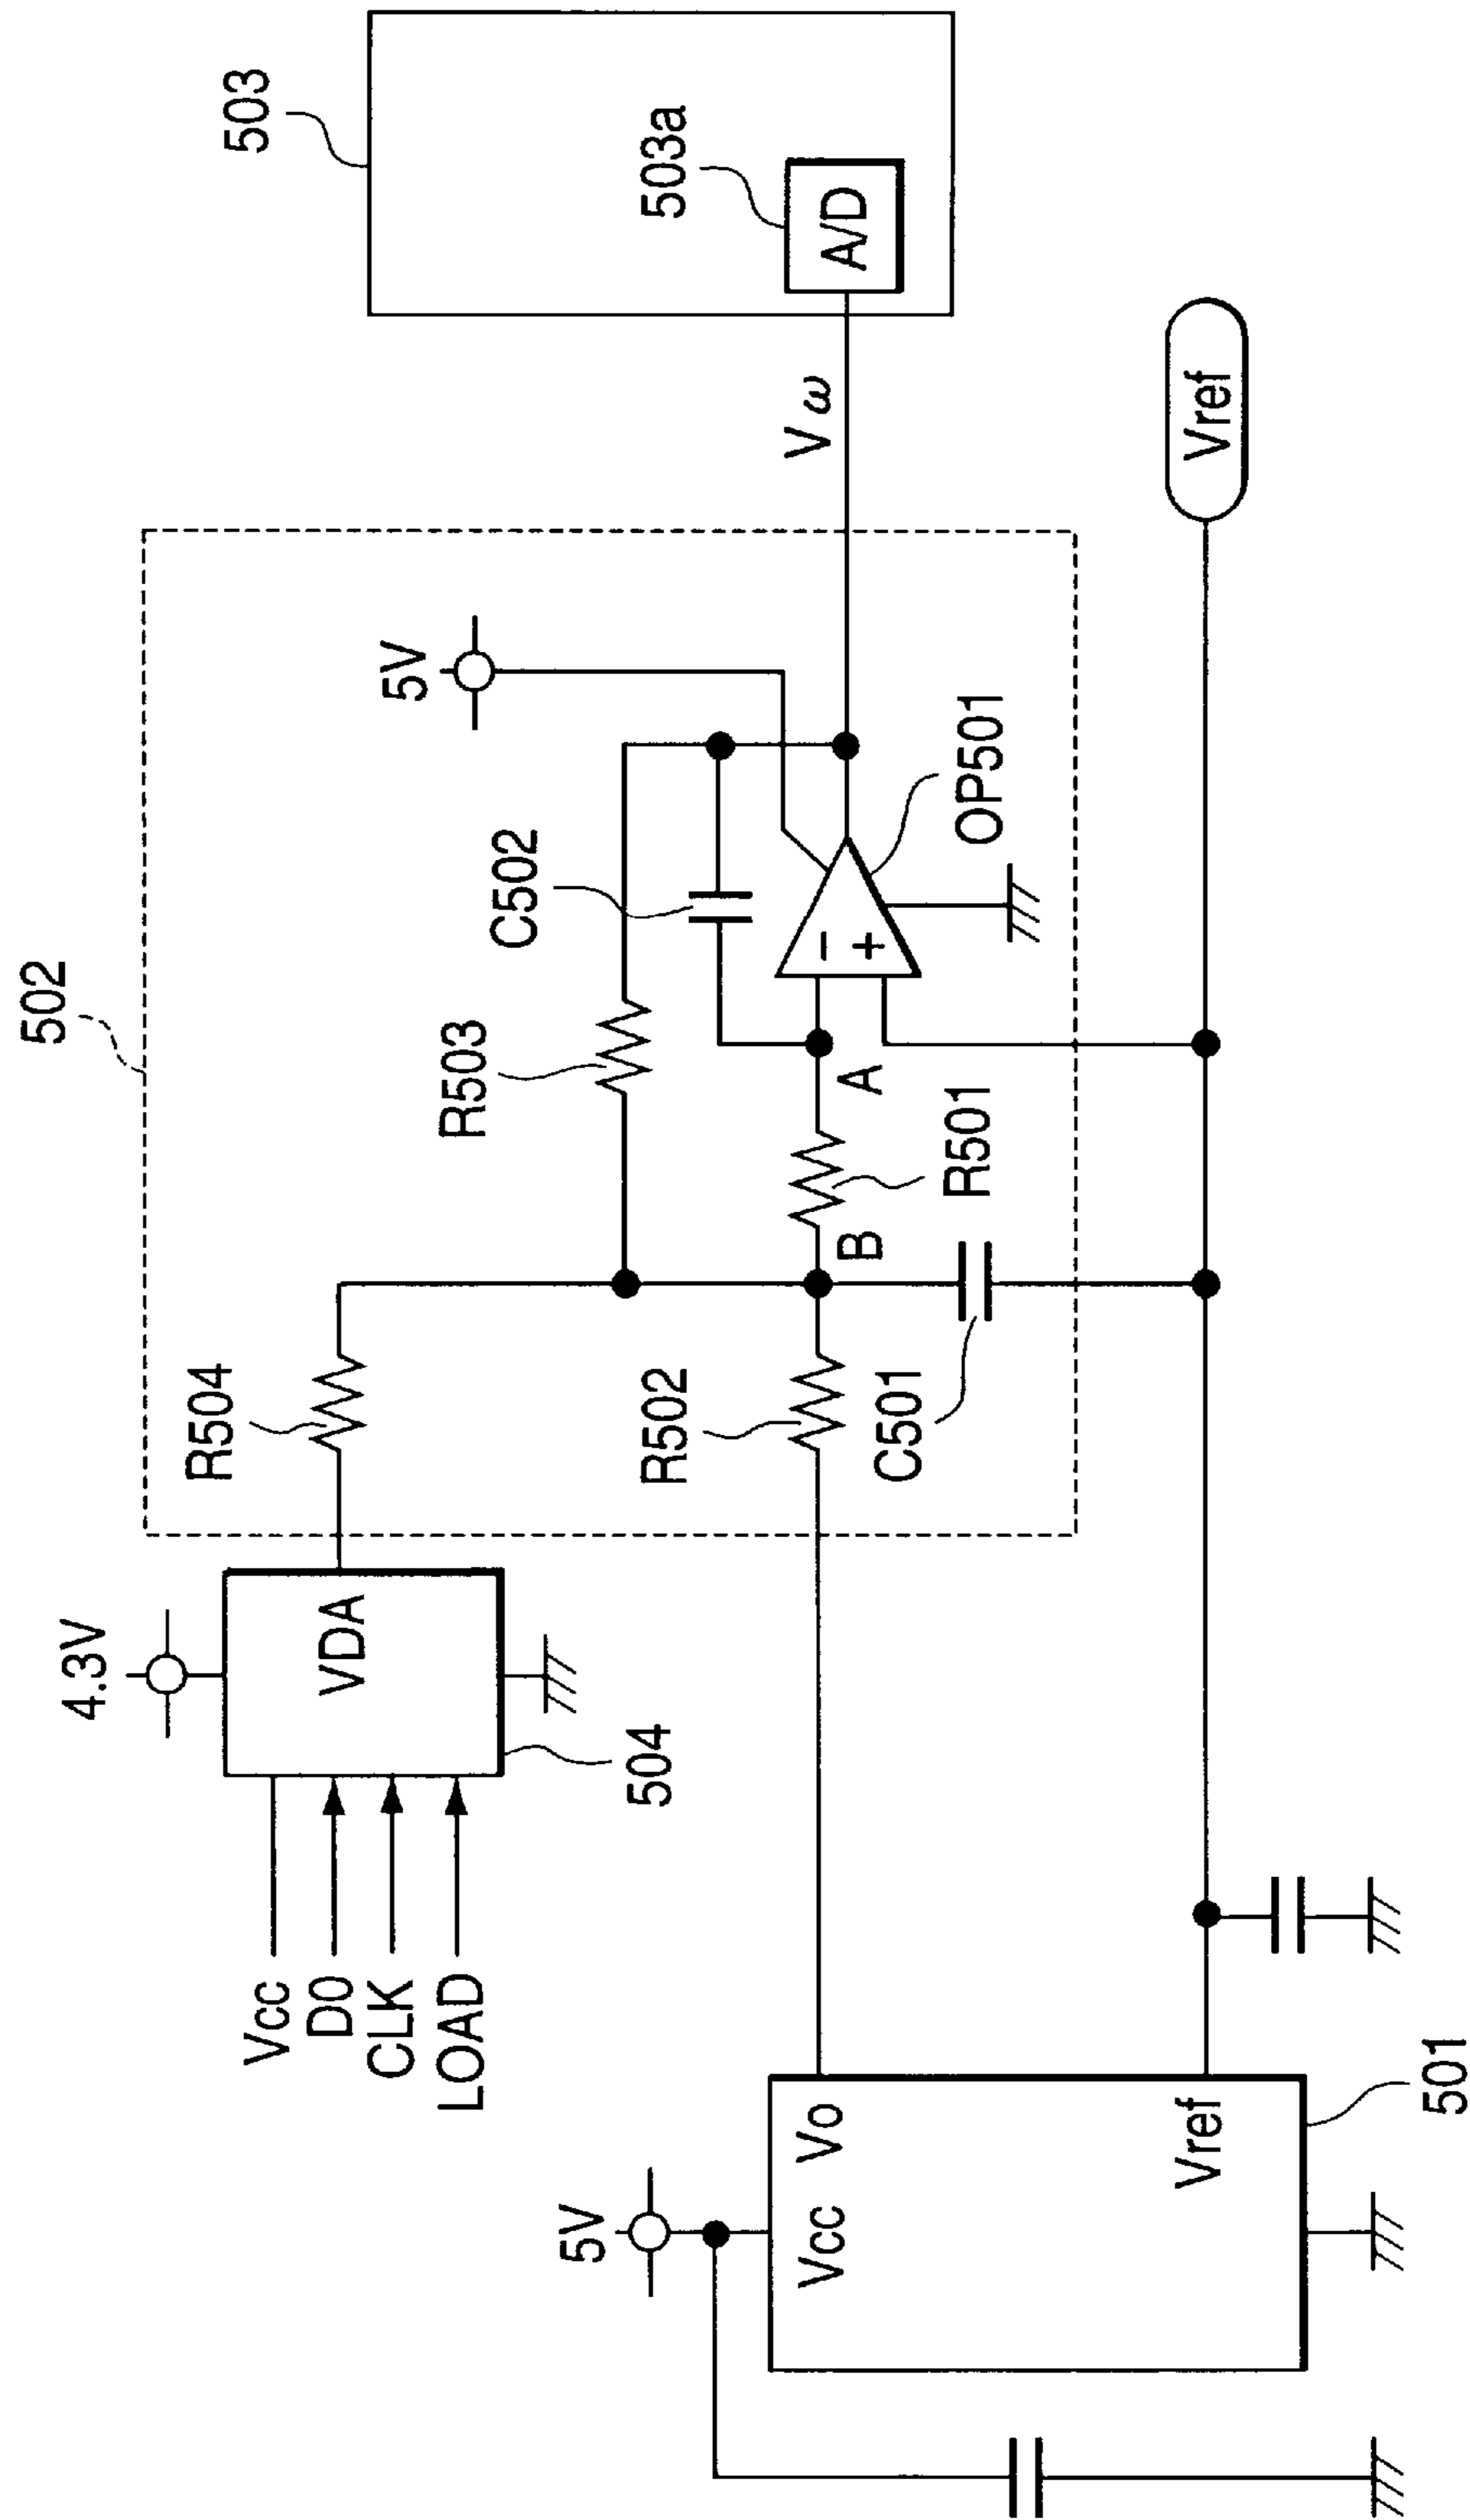 502
503
4.3V
R504
5V
503a
Vcc
D0
CLK
LOAD
VDA
R503
C502
504
R502
A/D
5V
Vω
−
+
A
B
C501
R501
OP501
Vcc
Vo
Vref
Vref
501